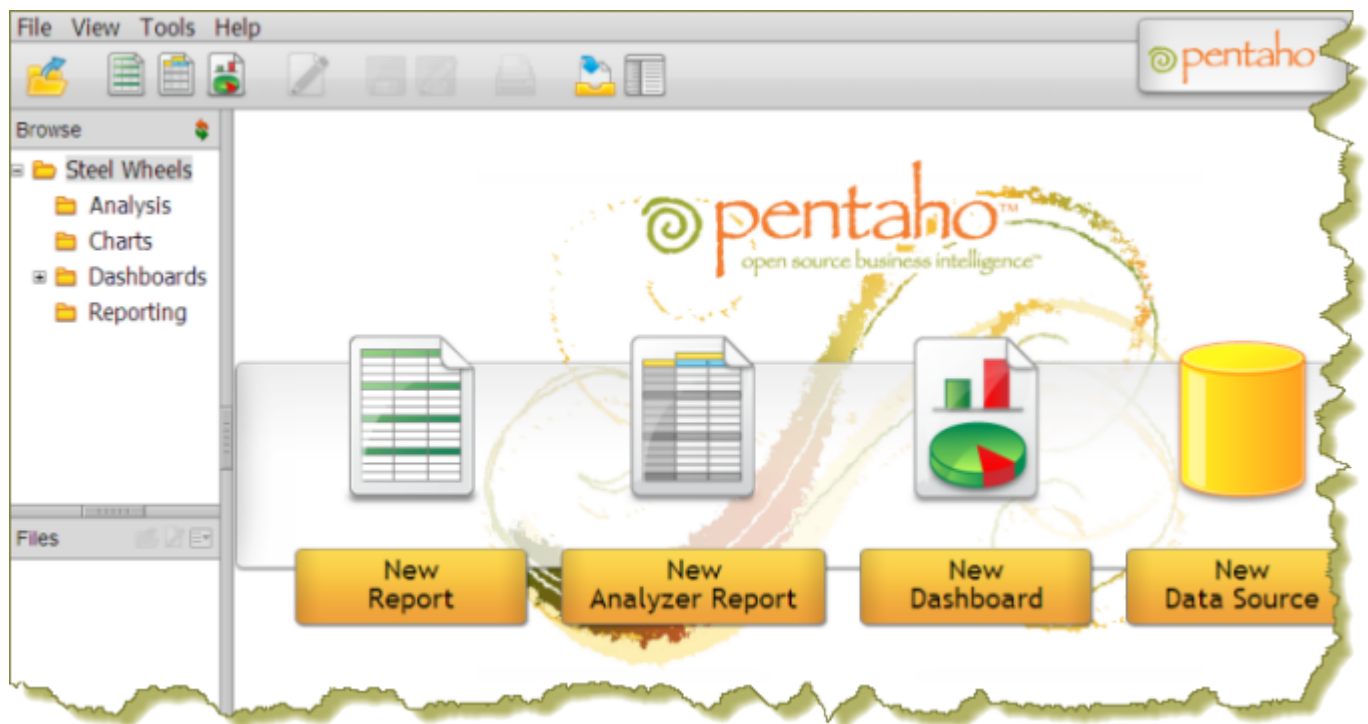 File View Tools Help
pentaho
Browse
Steel Wheels
Analysis
Charts
Dashboards
Reporting
pentaho™
open source business intelligence™
Files
New
Report
New
Analyzer Report
New
Dashboard
New
Data Source